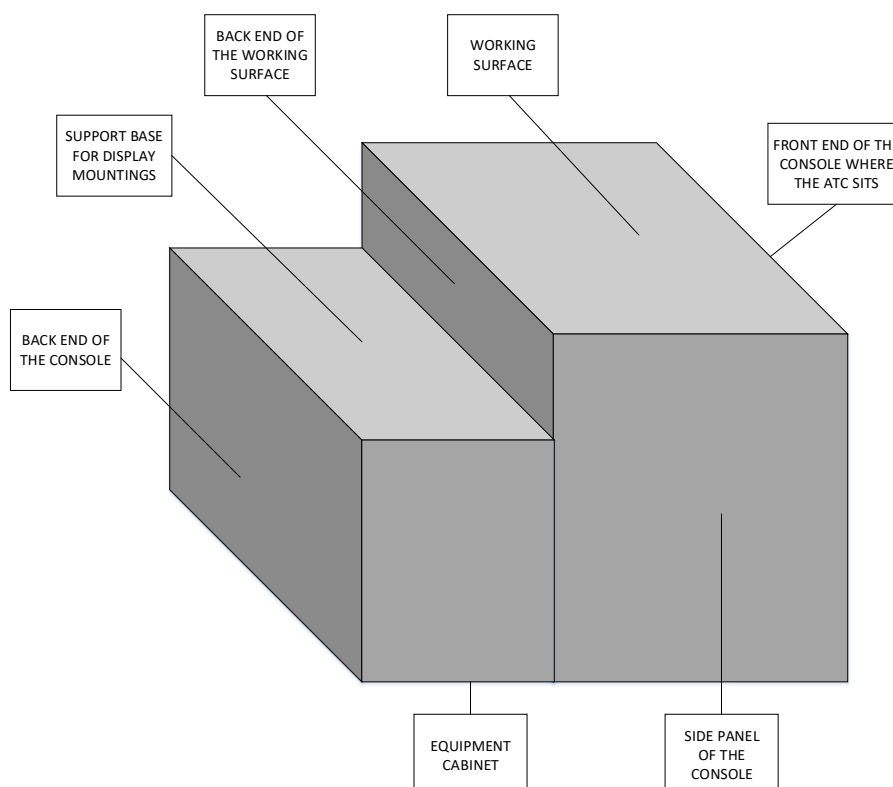 BACK END OF
THE WORKING
SURFACE
WORKING
SURFACE
SUPPORT BASE
FOR DISPLAY
MOUNTINGS
FRONT END OF THE
CONSOLE WHERE
THE ATC SITS
BACK END OF
THE CONSOLE
EQUIPMENT
CABINET
SIDE PANEL
OF THE
CONSOLE